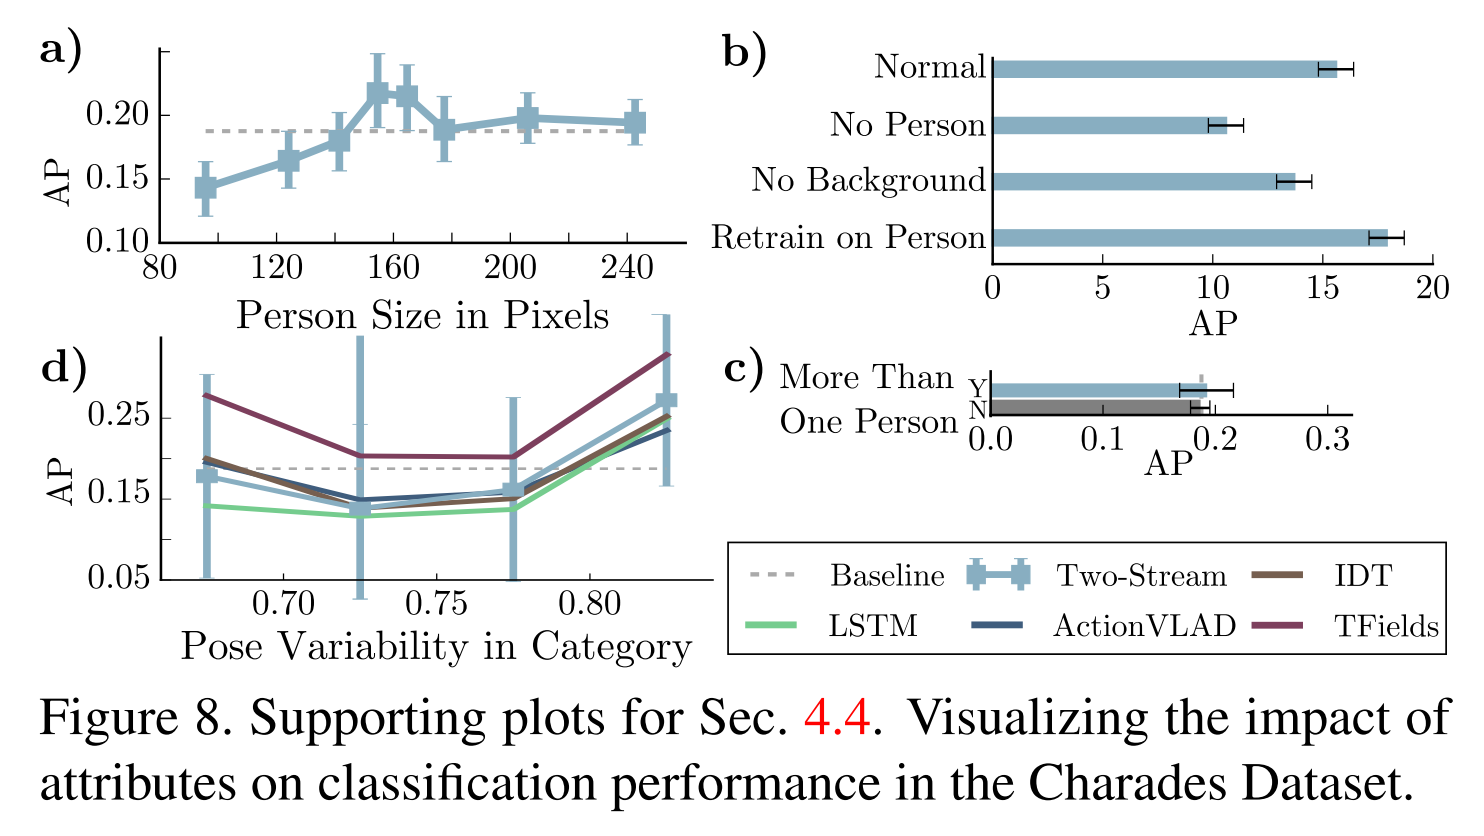 a)
0.20
0.15
0.10
AP
80 120 160 200 240
Person Size in Pixels
b)
Normal
No Person
No Background
Retrain on Person
0 5 10 15 20
AP
d)
0.25
0.15
0.05
AP
0.70 0.75 0.80
Pose Variability in Category
c)
More Than Y
One Person N
0.0 0.1 0.2 0.3
AP
Baseline Two-Stream IDT
LSTM ActionVLAD TFields
Figure 8. Supporting plots for Sec. 4.4. Visualizing the impact of
attributes on classification performance in the Charades Dataset.